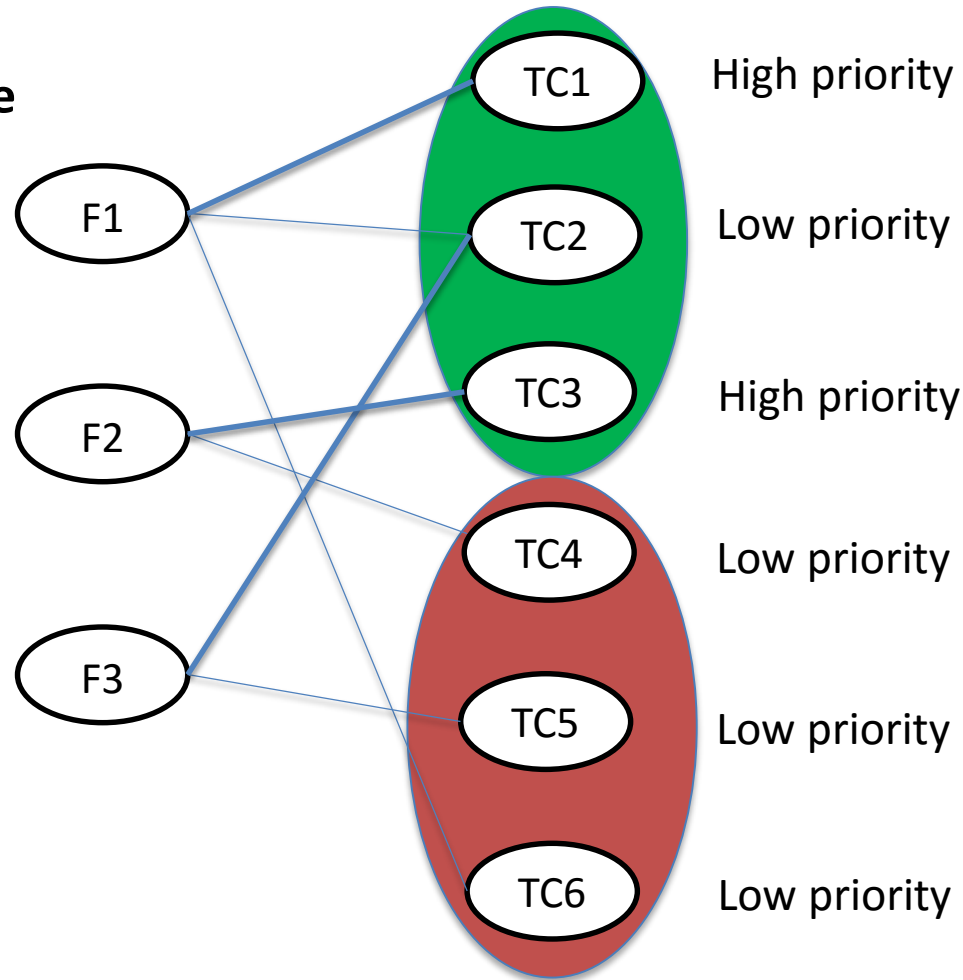 e
TC1 High priority
F1 TC2 Low priority
TC3 High priority
F2
TC4 Low priority
F3
TC5 Low priority
TC6 Low priority